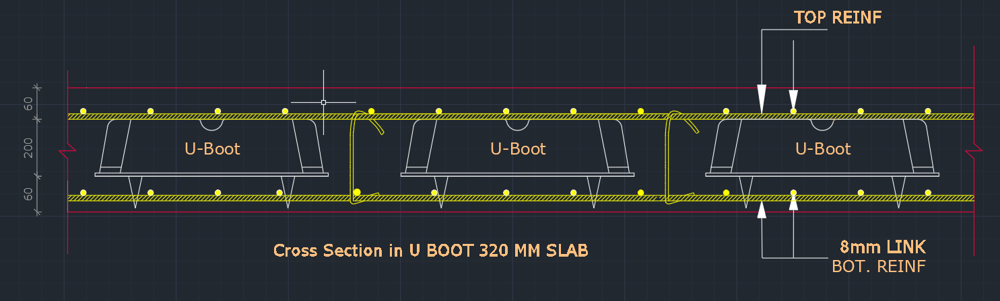 TOP REINF
60
200
60
U-Boot
U-Boot
U-Boot
Cross Section in U BOOT 320 MM SLAB
8mm LINK
BOT. REINF